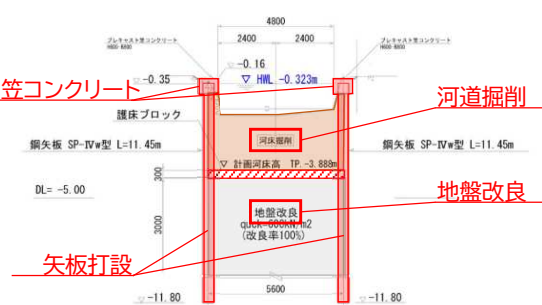 4800
プレキャスト笠コンクリート
H600-B800
2400
2400
プレキャスト笠コンクリート
H600-B800
-0.16
-0.35
▽ HWL -0.323m
笠コンクリート
河道掘削
護床ブロック
河床掘削
鋼矢板 SP-Ⅳw型 L=11.45m
鋼矢板 SP-Ⅳw型 L=11.45m
▽ 計画河床高 TP.-3.888m
300
DL= -5.00
地盤改良
地盤改良
3000
(改良率100%)
矢板打設
5600
-11.80
-11.80